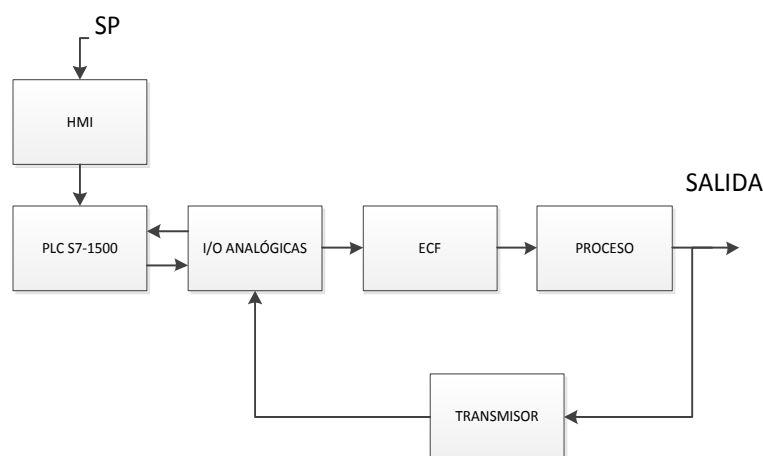 SP
HMI
SALIDA
PLC S7-1500
I/O ANALÓGICAS
ECF
PROCESO
TRANSMISOR